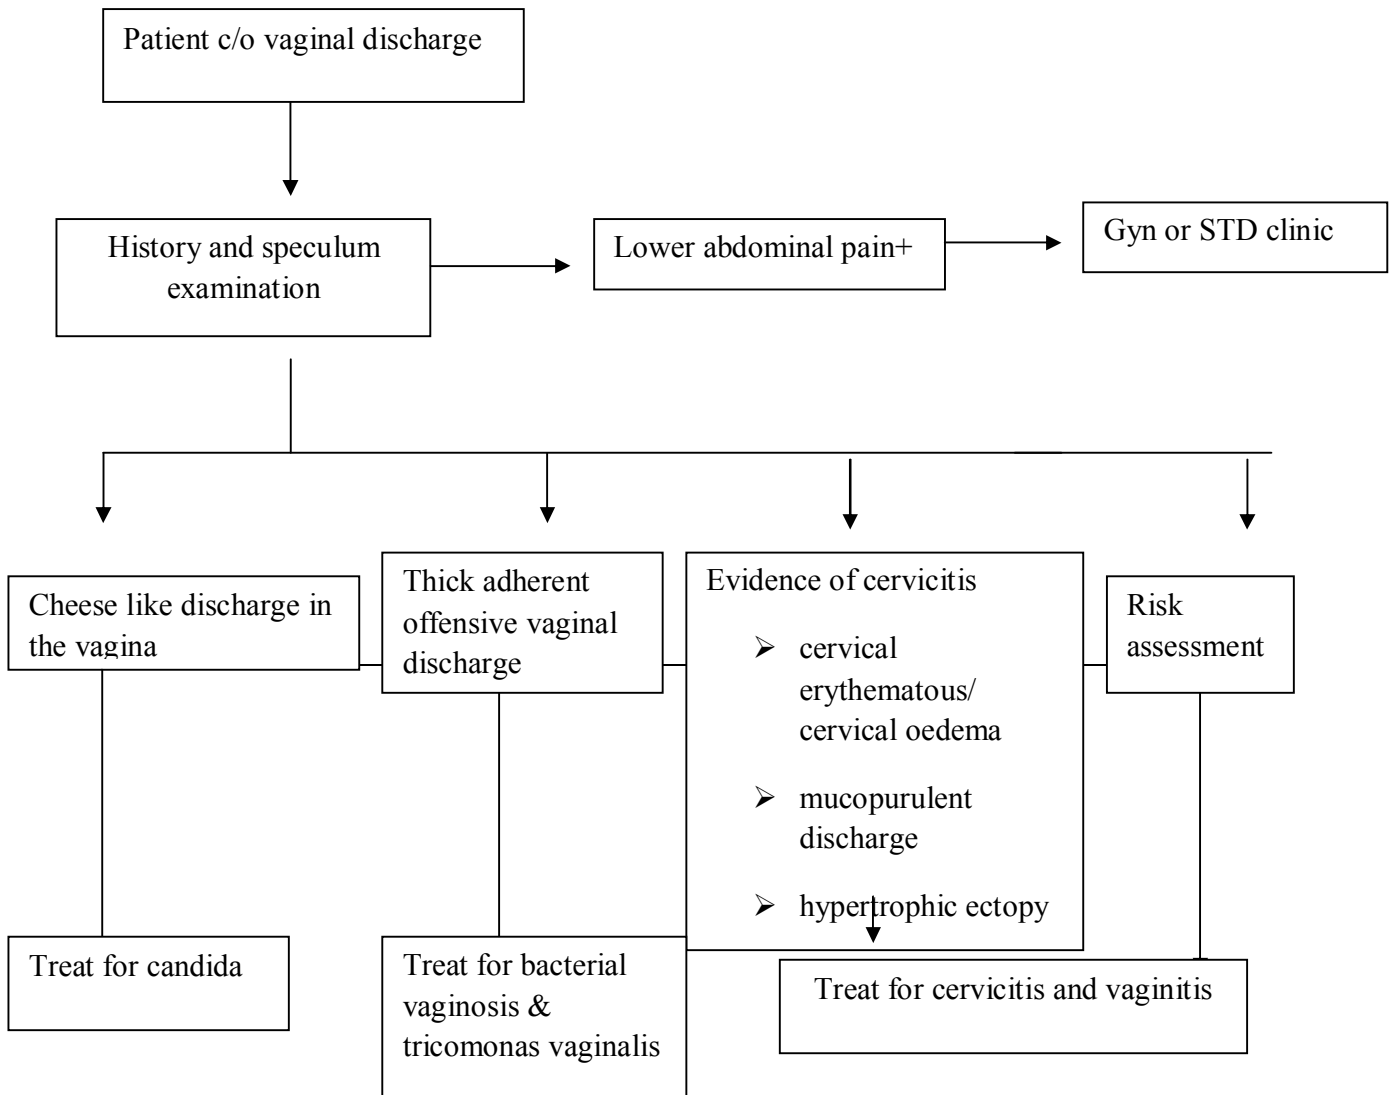 Patient c/o vaginal discharge
History and speculum
examination
Lower abdominal pain+
Gyn or STD clinic
Cheese like discharge in
the vagina
Thick adherent
offensive vaginal
discharge
Evidence of cervicitis
➢ cervical
erythematous/
cervical oedema
➢ mucopurulent
discharge
➢ hypertrophic ectopy
Risk
assessment
Treat for candida
Treat for bacterial
vaginosis &
tricomonas vaginalis
Treat for cervicitis and vaginitis